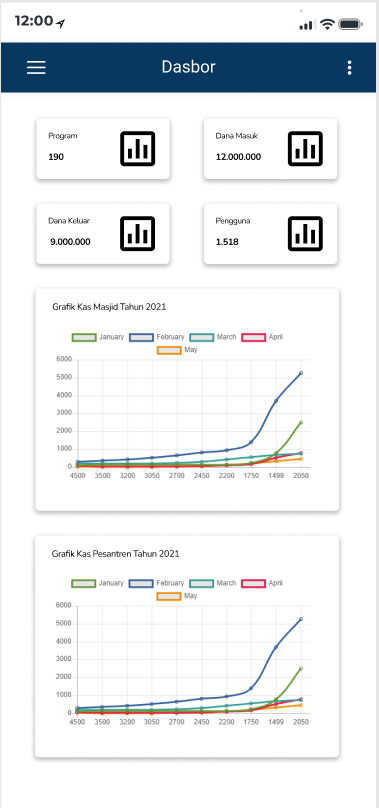 12:00
Dasbor
Program
190
Dana Masuk
12.000.000
Dana Keluar
9.000.000
Pengguna
1.518
Grafik Kas Masjid Tahun 2021
January February March April
May
6000
5000
4000
3000
2000
1000
0
4500 3500 3200 3050 2700 2450 2200 1750 1499 2050
Grafik Kas Pesantren Tahun 2021
January February March April
May
6000
5000
4000
3000
2000
1000
0
4500 3500 3200 3050 2700 2450 2200 1750 1499 2050